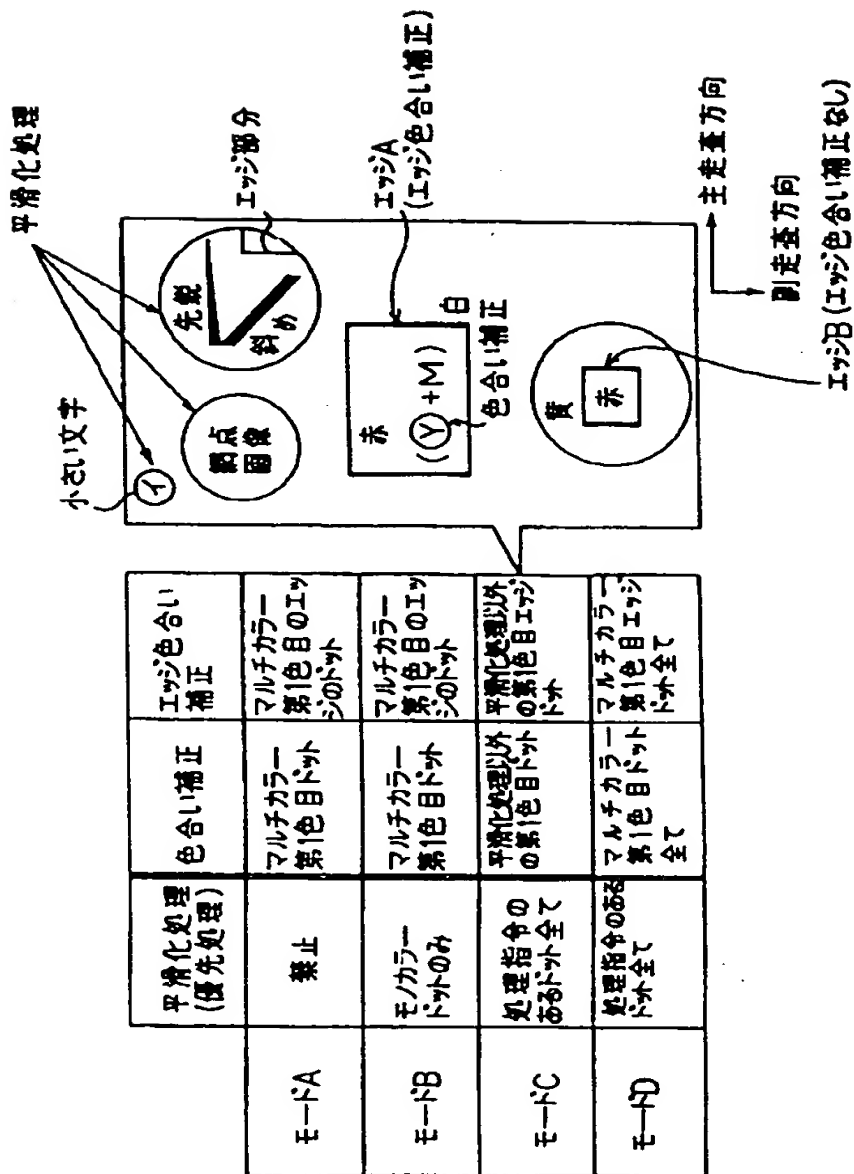 平滑化処理
(優先処理)
色合い補正
エッジ色合い
補正
モードA
禁止
マルチカラー
第1色目ドット
マルチカラー
第1色目のエッ
ジのドット
モードB
モノカラー
ドットのみ
マルチカラー
第1色目ドット
マルチカラー
第1色目のエッ
ジのドット
モードC
処理指令の
あるドット全て
平滑化処理以外
の第1色目ドット
平滑化処理以外
の第1色目エッジ
ドット
モードD
処理指令のある
ドット全て
マルチカラー
第1色目ドット
全て
マルチカラー
第1色目エッジ
ドット全て
平滑化処理
小さい文字
イ
網点
画像
先鋭
斜め
エッジ部分
赤
(Y+M)
白
色合い補正
エッジA
(エッジ色合い補正)
黄
赤
主走査方向
副走査方向
エッジB(エッジ色合い補正なし)